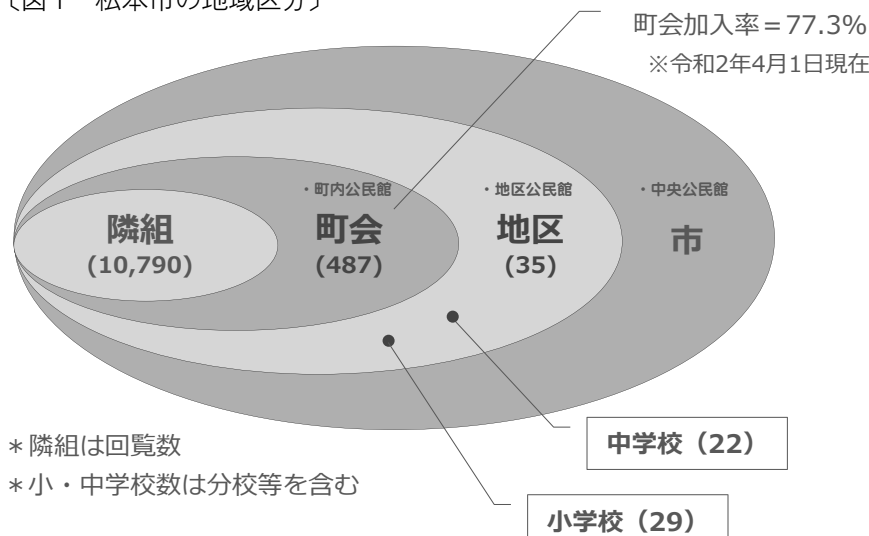 〔図1 松本市の地域区分〕
町会加入率＝77.3%
※令和2年4月1日現在
・町内公民館
・地区公民館
・中央公民館
隣組
(10,790)
町会
(487)
地区
(35)
市
中学校（22）
小学校（29）
＊隣組は回覧数
＊小・中学校数は分校等を含む